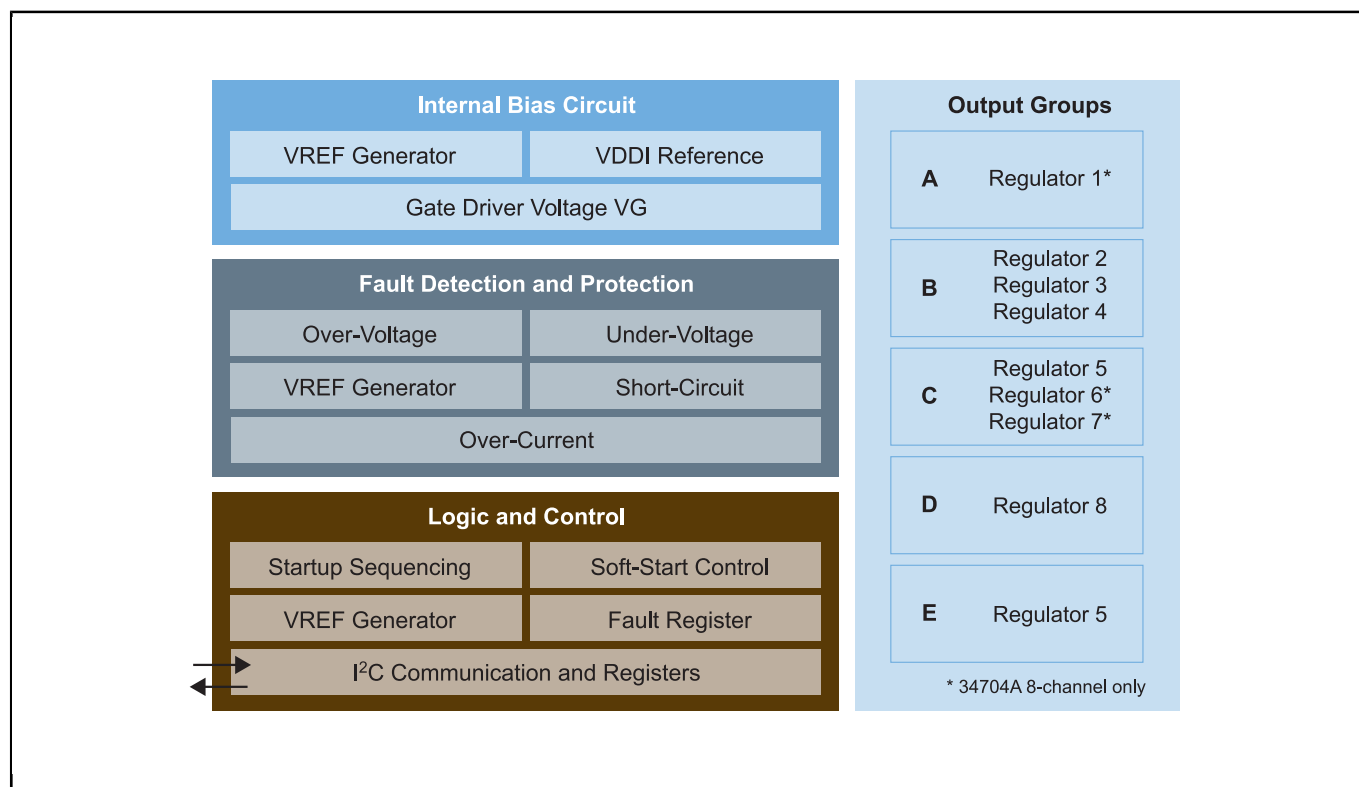 Internal Bias Circuit
VREF Generator
VDDI Reference
Gate Driver Voltage VG
Fault Detection and Protection
Over-Voltage
Under-Voltage
VREF Generator
Short-Circuit
Over-Current
Logic and Control
Startup Sequencing
Soft-Start Control
VREF Generator
Fault Register
I²C Communication and Registers
Output Groups
A
Regulator 1*
B
Regulator 2
Regulator 3
Regulator 4
C
Regulator 5
Regulator 6*
Regulator 7*
D
Regulator 8
E
Regulator 5
* 34704A 8-channel only